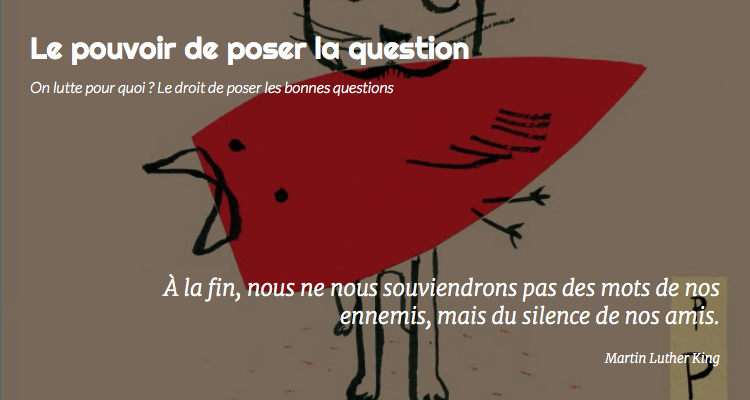 Le pouvoir de poser la question
On lutte pour quoi ? Le droit de poser les bonnes questions
À la fin, nous ne nous souviendrons pas des mots de nos
ennemis, mais du silence de nos amis.
Martin Luther King
P
P